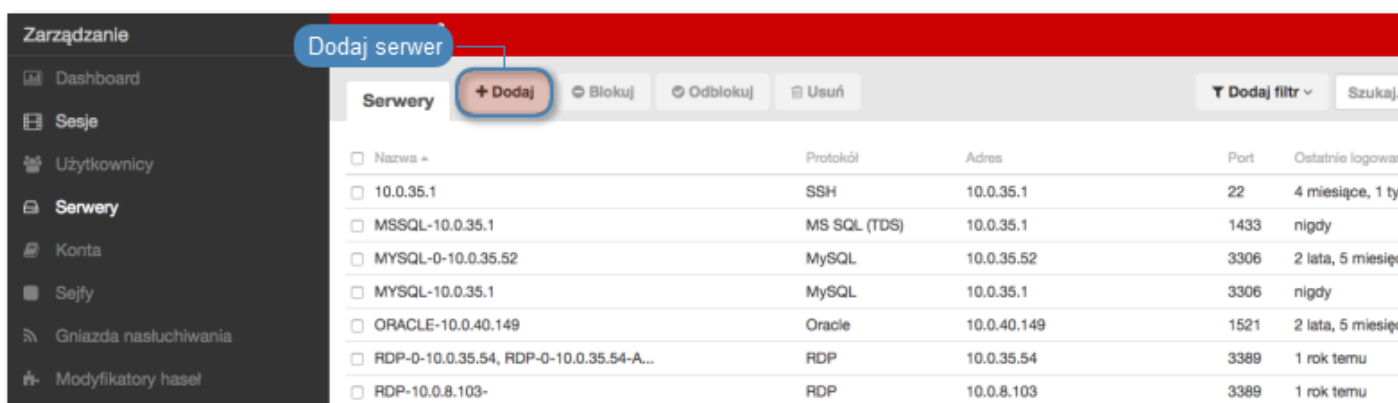 Zarządzanie
Dodaj serwer
Dashboard
Sesje
Użytkownicy
Serwery
Konta
Sejfy
Gniazda nasłuchiwania
Modyfikatory haseł
Serwery + Dodaj Blokuj Odblokuj Usuń Dodaj filtr Szukaj.
Nazwa Protokół Adres Port Ostatnie logowan
10.0.35.1 SSH 10.0.35.1 22 4 miesiące, 1 ty
MSSQL-10.0.35.1 MS SQL (TDS) 10.0.35.1 1433 nigdy
MYSQL-0-10.0.35.52 MySQL 10.0.35.52 3306 2 lata, 5 miesięc
MYSQL-10.0.35.1 MySQL 10.0.35.1 3306 nigdy
ORACLE-10.0.40.149 Oracle 10.0.40.149 1521 2 lata, 5 miesięc
RDP-0-10.0.35.54, RDP-0-10.0.35.54-A... RDP 10.0.35.54 3389 1 rok temu
RDP-10.0.8.103- RDP 10.0.8.103 3389 1 rok temu